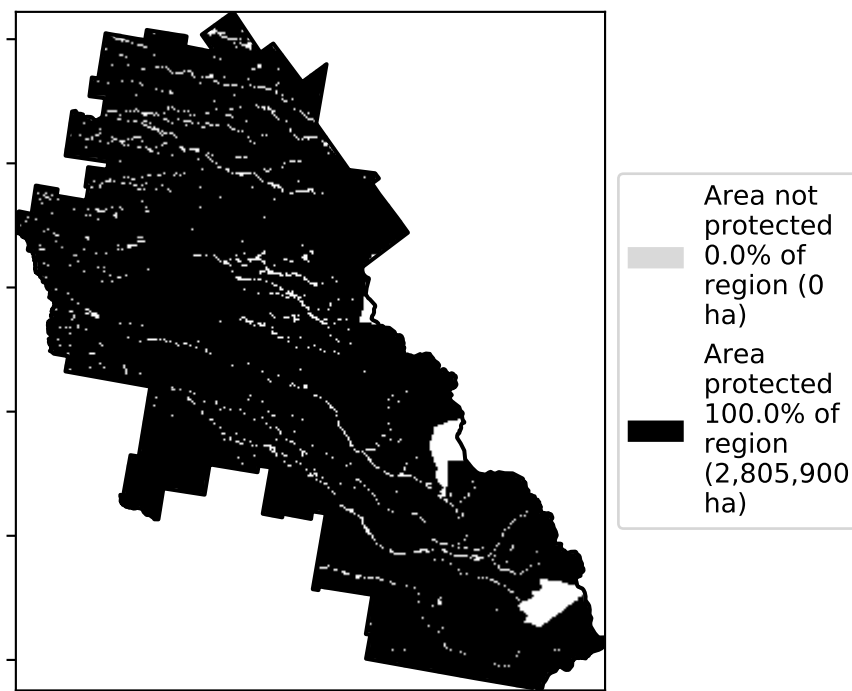 Area not
protected
0.0% of
region (0
ha)
Area
protected
100.0% of
region
(2,805,900
ha)